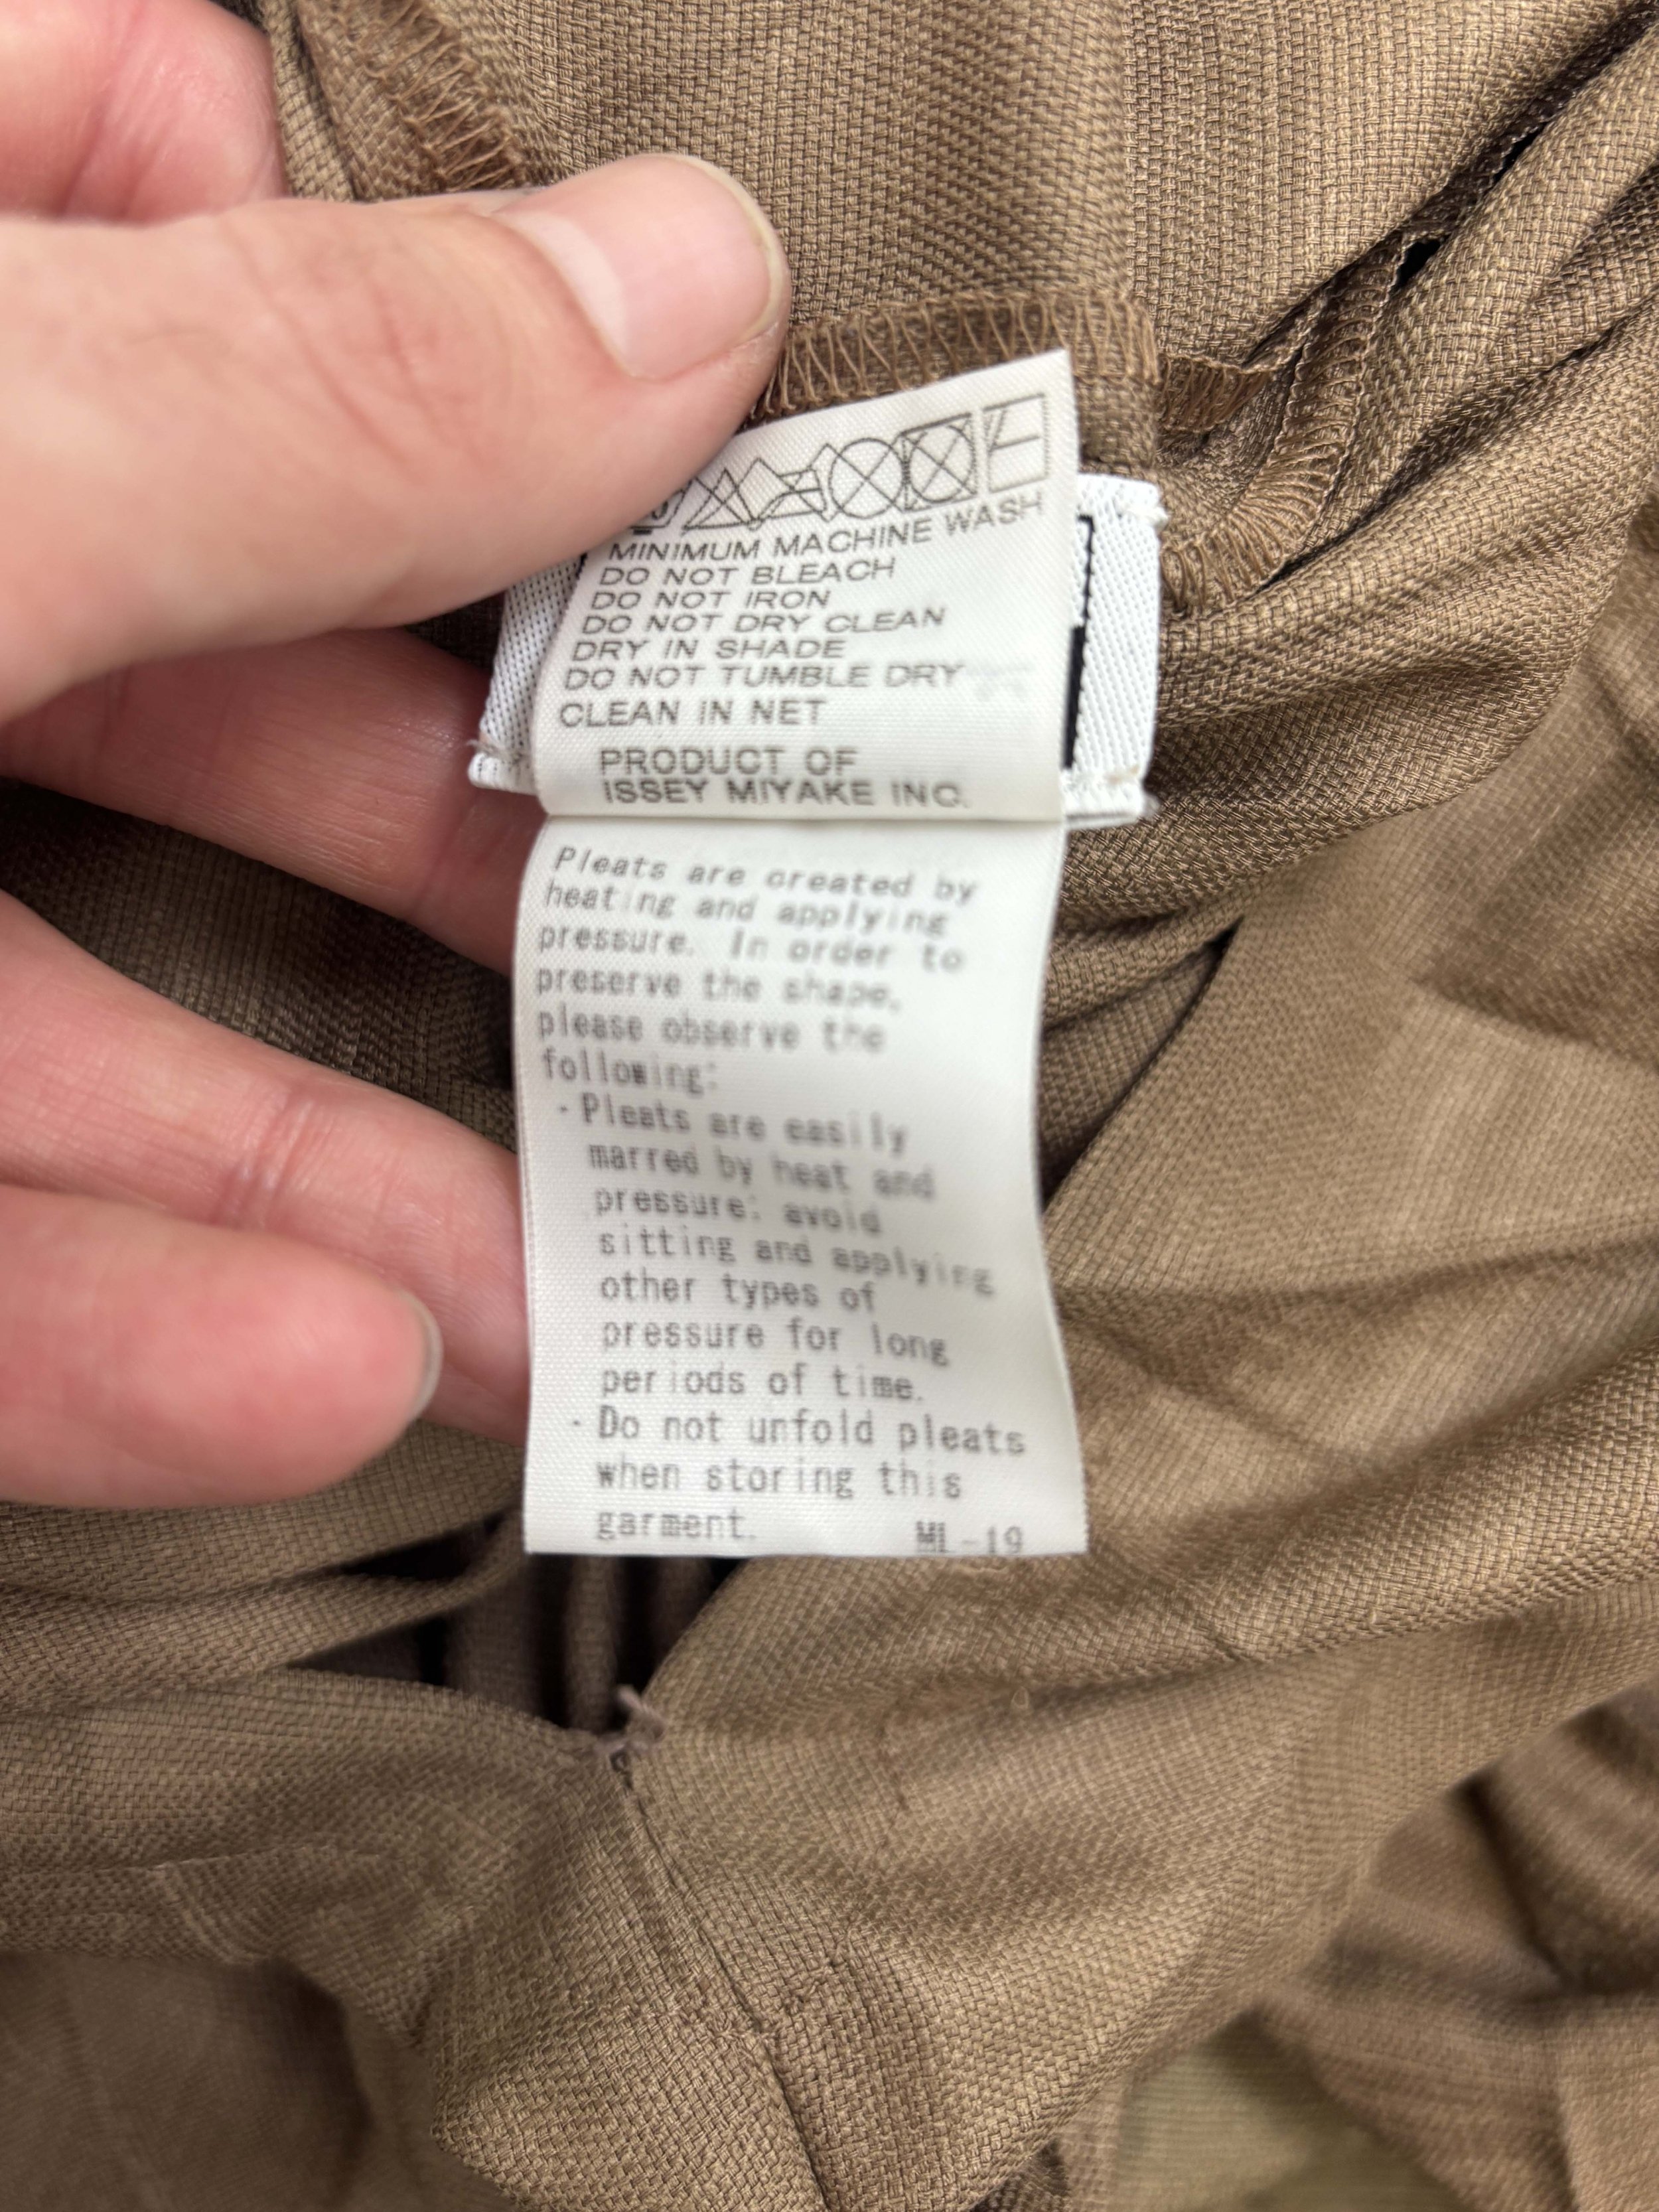 MINIMUM MACHINE WASH
DO NOT BLEACH
DO NOT IRON
DO NOT DRY CLEAN
DRY IN SHADE
DO NOT TUMBLE DRY
CLEAN IN NET
PRODUCT OF
ISSEY MIYAKE INC.
Pleats are created by
heating and applying
pressure. In order to
preserve the shape,
please observe the
following:
・Pleats are easily
marred by heat and
pressure: avoid
sitting and applying
other types of
pressure for long
periods of time.
・Do not unfold pleats
when storing this
garment.
ML-19